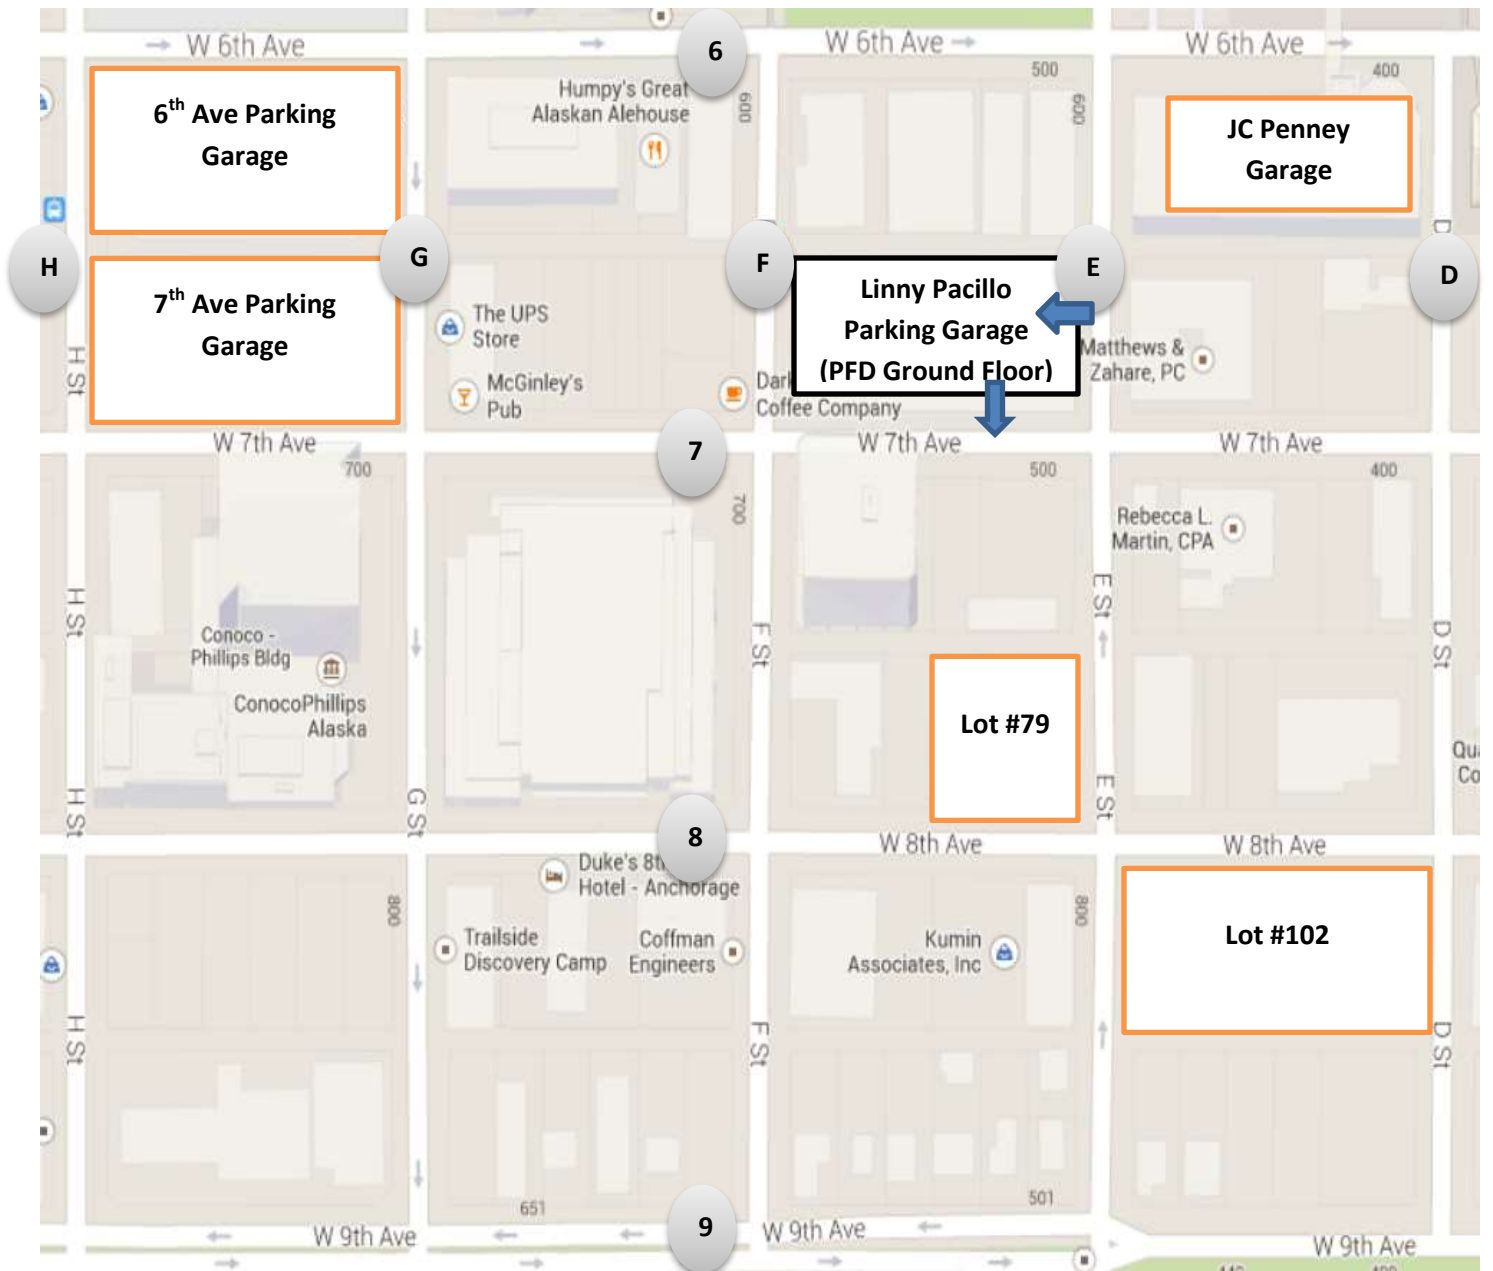 W 6th Ave
W 6th Ave
W 6th Ave
6
500
400
6th Ave Parking
Garage
Humpy's Great
Alaskan Alehouse
600
600
JC Penney
Garage
D
H
G
F
E
D
7th Ave Parking
Garage
Linny Pacillo
Parking Garage
(PFD Ground Floor)
The UPS
Store
Matthews &
Zahare, PC
H St
McGinley's
Pub
Dark
Coffee Company
W 7th Ave
7
W 7th Ave
W 7th Ave
700
500
400
700
Rebecca L.
Martin, CPA
H St
E St
F St
D St
Conoco -
Phillips Bldg
ConocoPhillips
Alaska
Lot #79
Qu
Co
H St
G St
E St
8
W 8th Ave
W 8th Ave
Duke's 8th
Hotel - Anchorage
800
800
Trailside
Discovery Camp
Coffman
Engineers
Kumin
Associates, Inc
Lot #102
H St
F St
D St
651
501
9
W 9th Ave
W 9th Ave
W 9th Ave